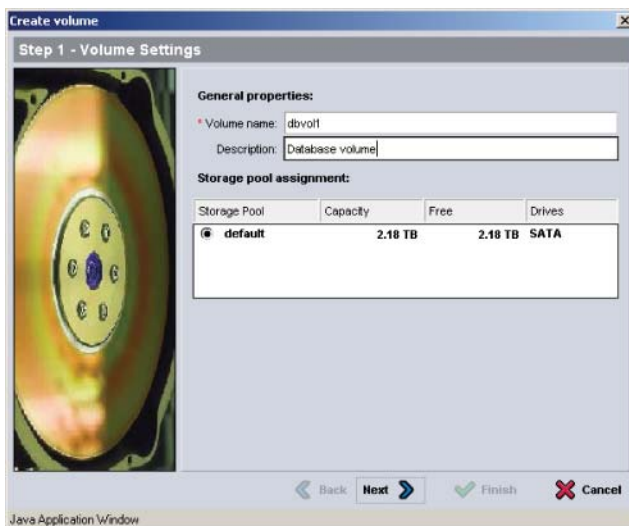 Create volume
Step 1 - Volume Settings
General properties:
* Volume name: dbvol1
Description: Database volume
Storage pool assignment:
Storage Pool Capacity Free Drives
default 2.18 TB 2.18 TB SATA
Back Next Finish Cancel
Java Application Window